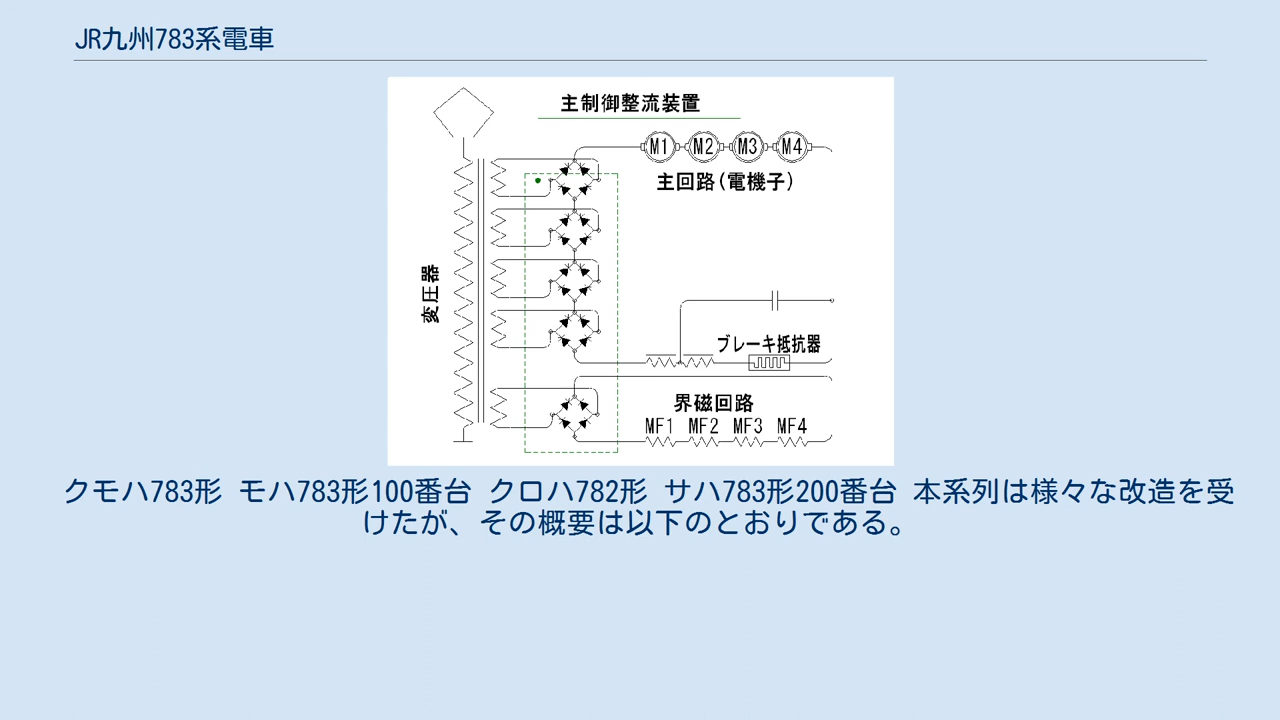 JR九州783系電車
主制御整流装置
M1 M2 M3 M4
主回路(電機子)
変圧器
ブレーキ抵抗器
界磁回路
MF1 MF2 MF3 MF4
クモハ783形 モハ783形100番台 クロハ782形 サハ783形200番台 本系列は様々な改造を受
けたが、その概要は以下のとおりである。